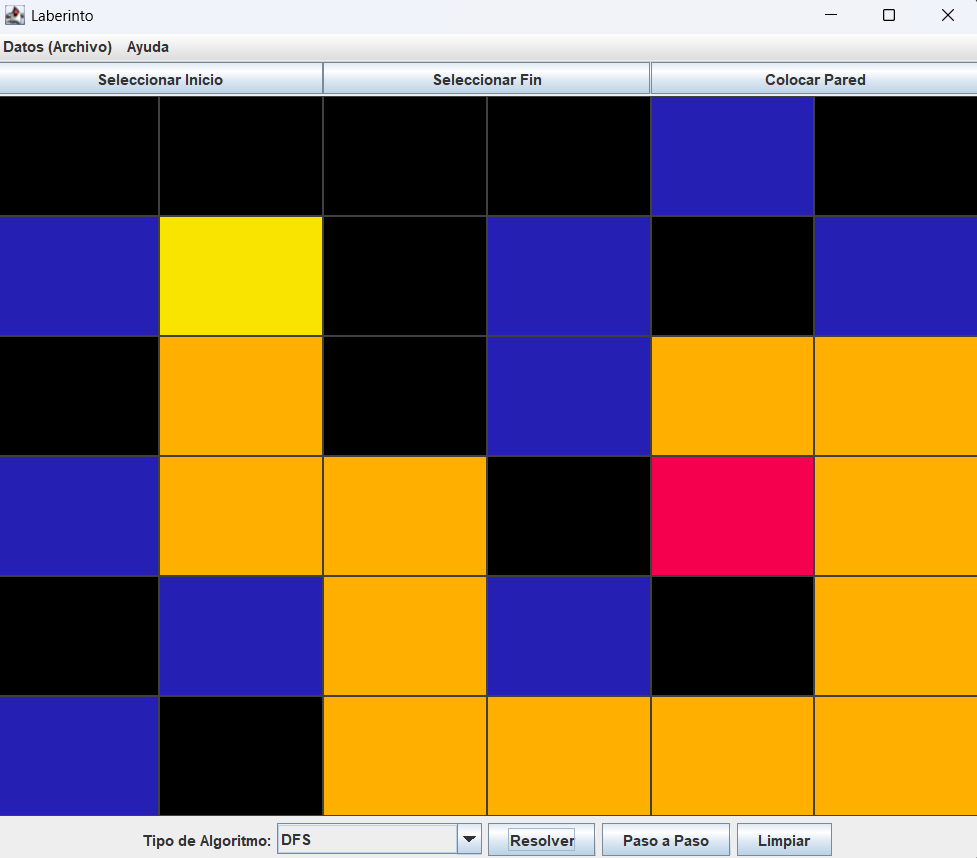 Laberinto
Datos (Archivo) Ayuda
Seleccionar Inicio Seleccionar Fin Colocar Pared
Tipo de Algoritmo: DFS Resolver Paso a Paso Limpiar